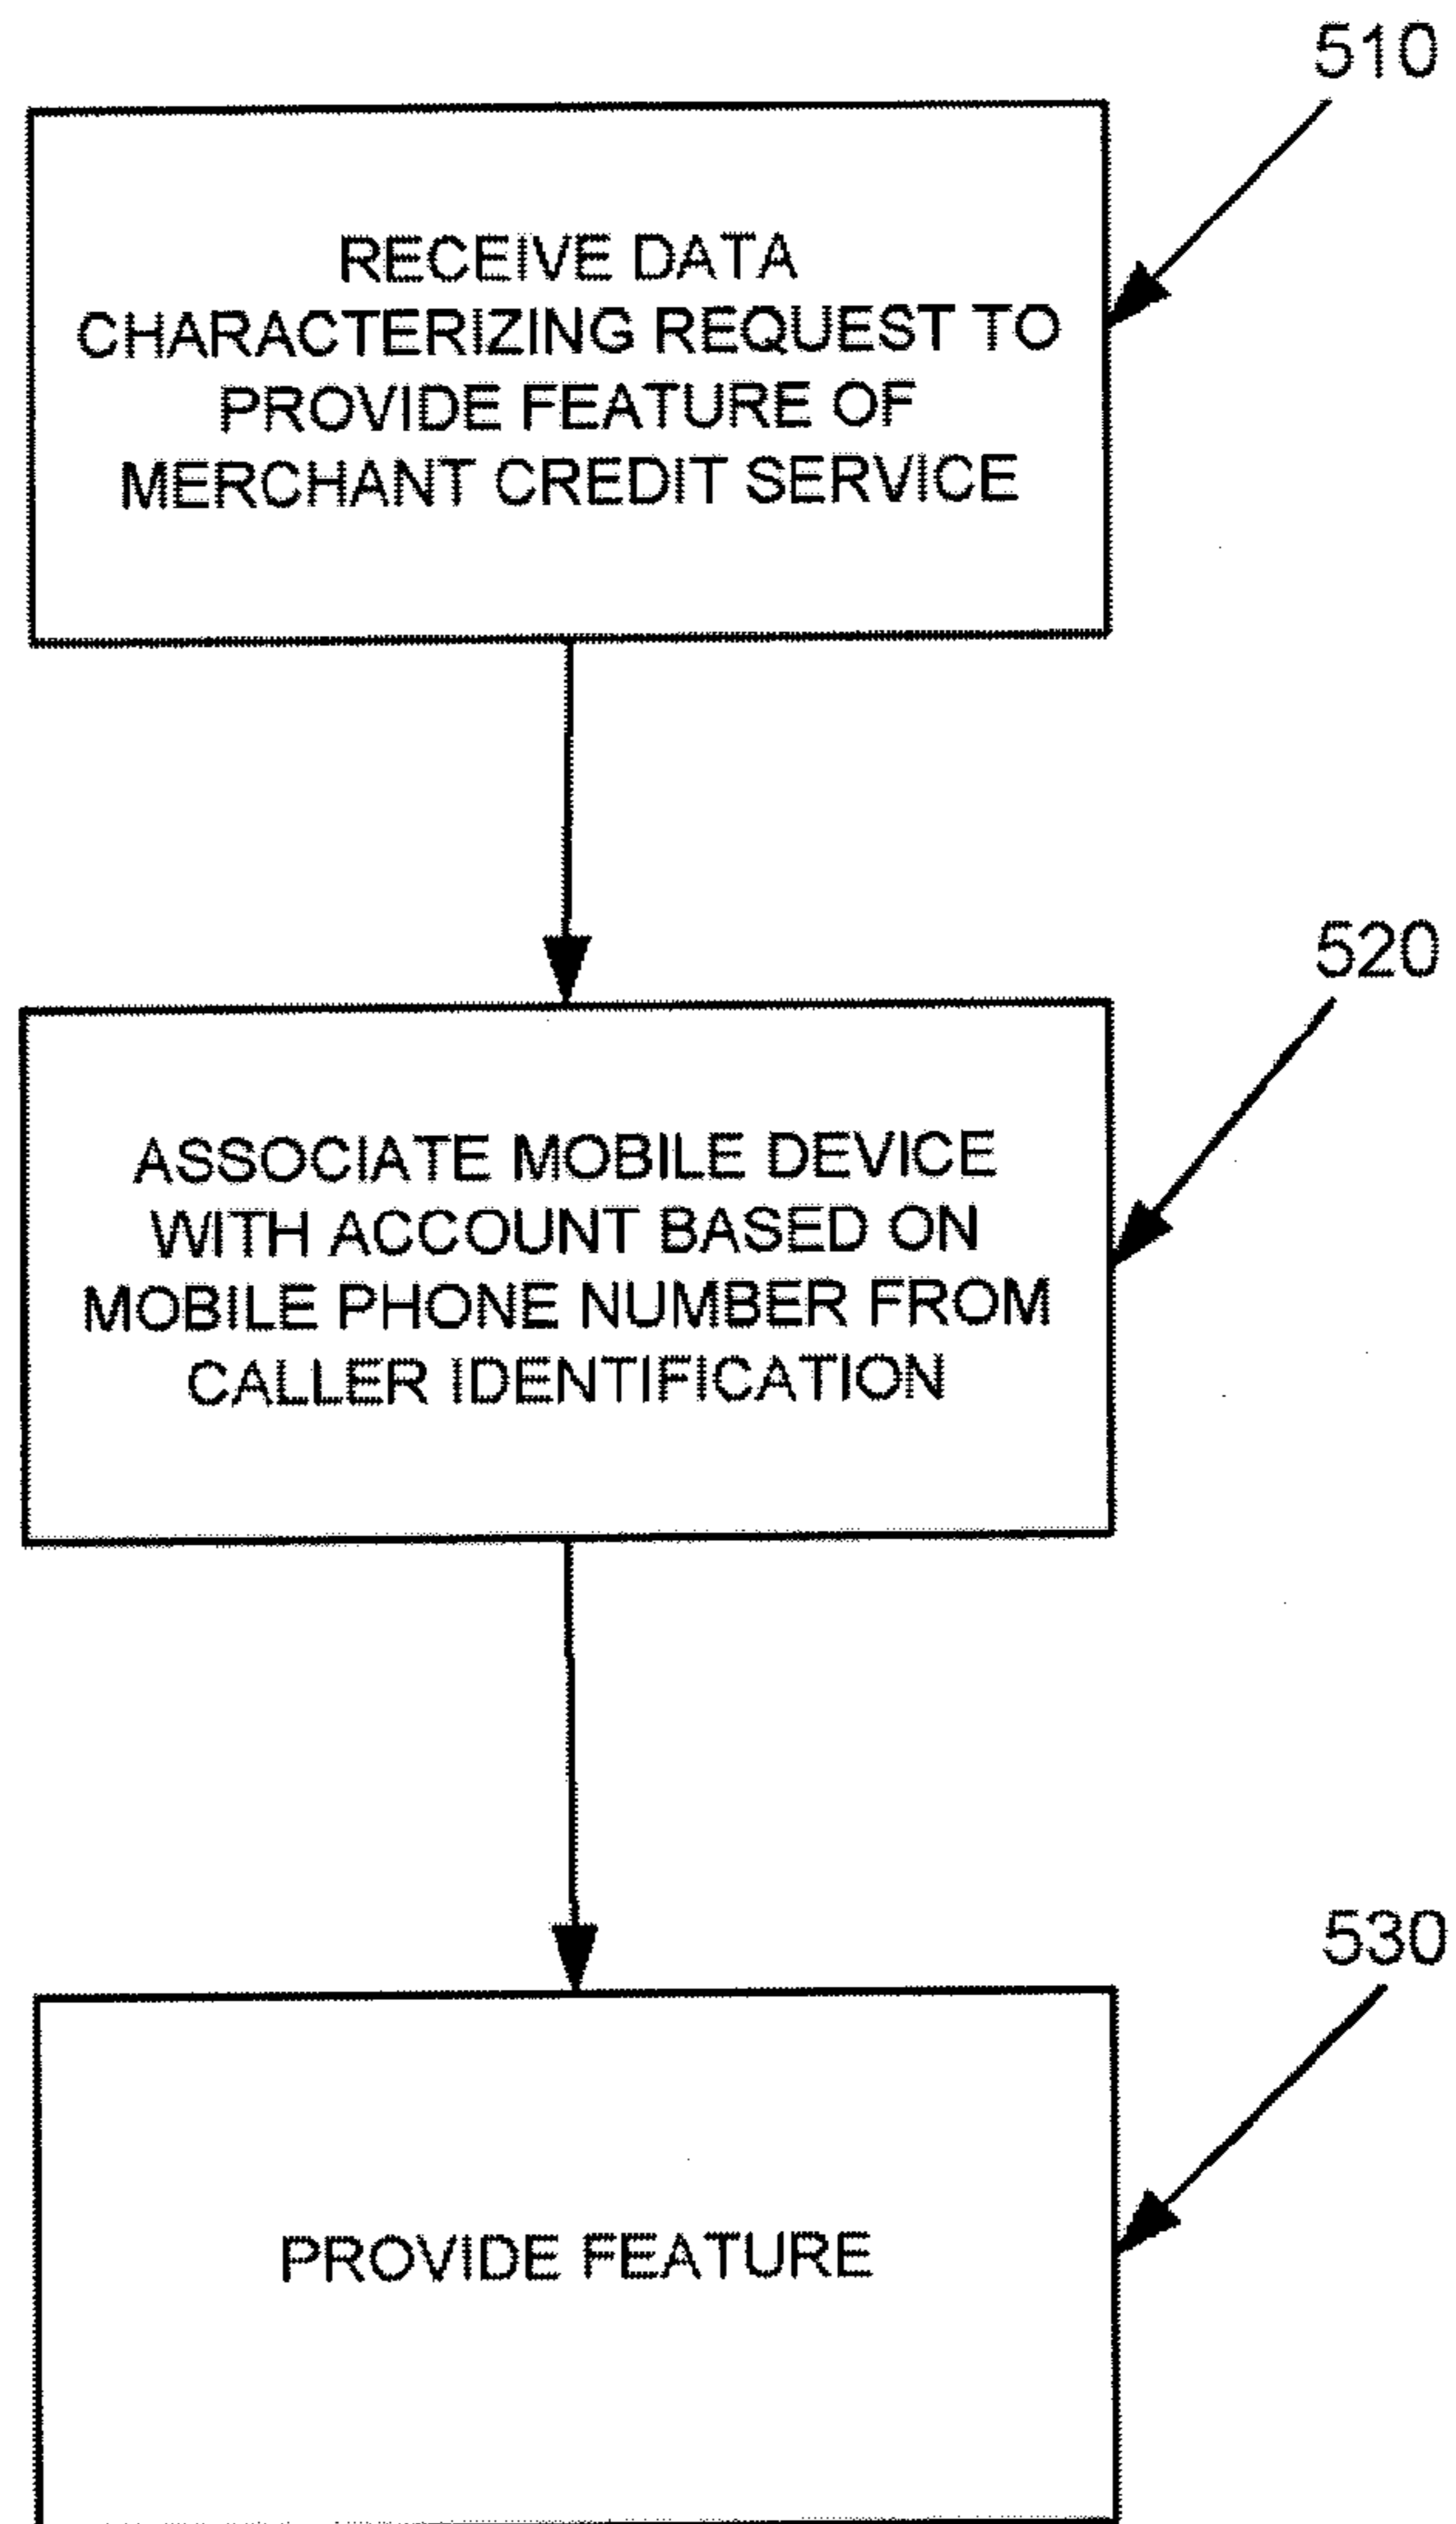 510
RECEIVE DATA
CHARACTERIZING REQUEST TO
PROVIDE FEATURE OF
MERCHANT CREDIT SERVICE
520
ASSOCIATE MOBILE DEVICE
WITH ACCOUNT BASED ON
MOBILE PHONE NUMBER FROM
CALLER IDENTIFICATION
530
PROVIDE FEATURE